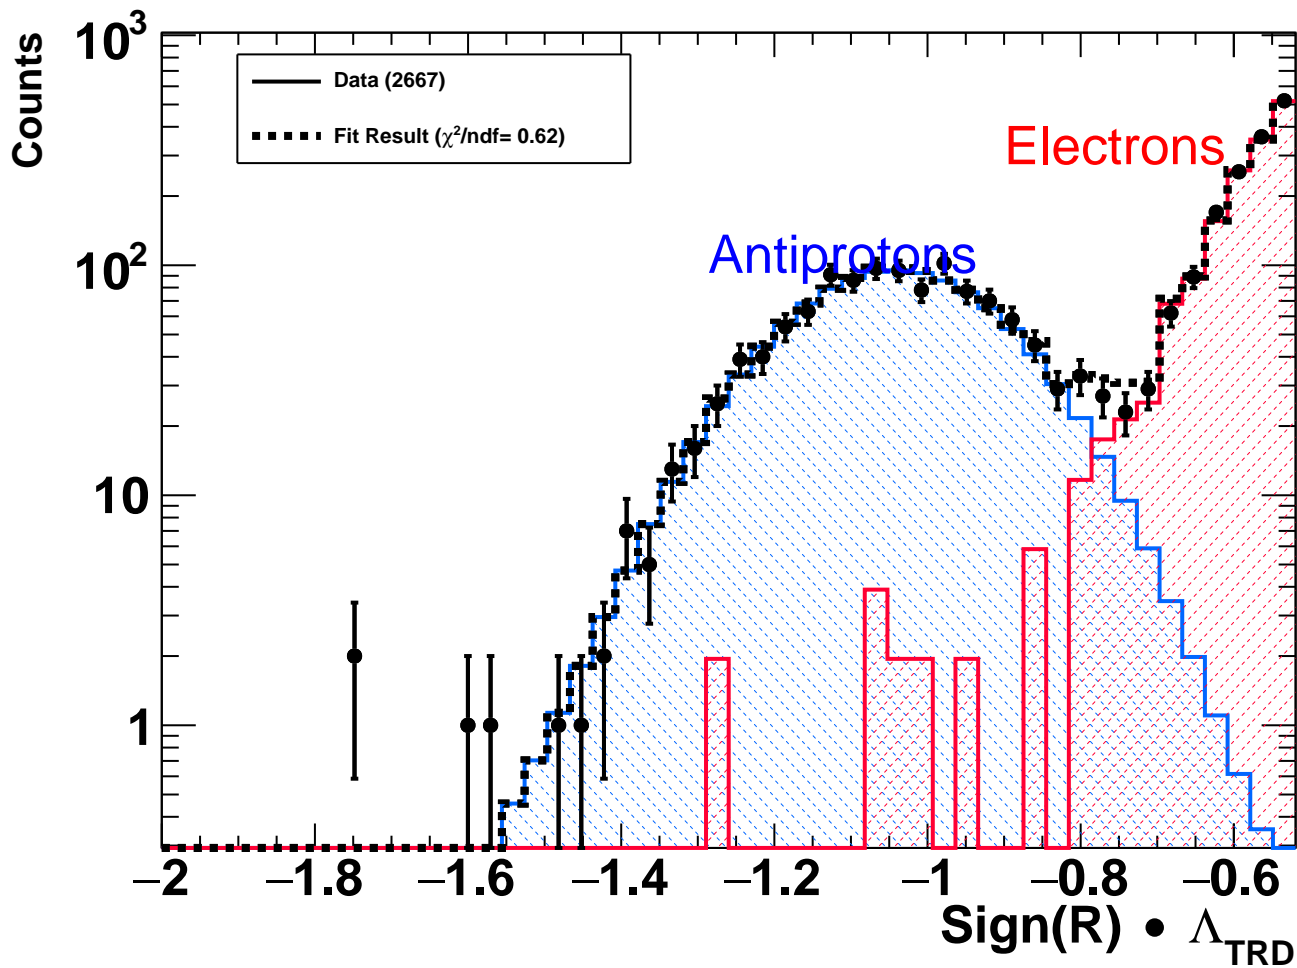 Counts
10³
10²
10
1
Data (2667)
Fit Result (χ²/ndf= 0.62)
Electrons
Antiprotons
−2 −1.8 −1.6 −1.4 −1.2 −1 −0.8 −0.6
Sign(R) • Λ_TRD